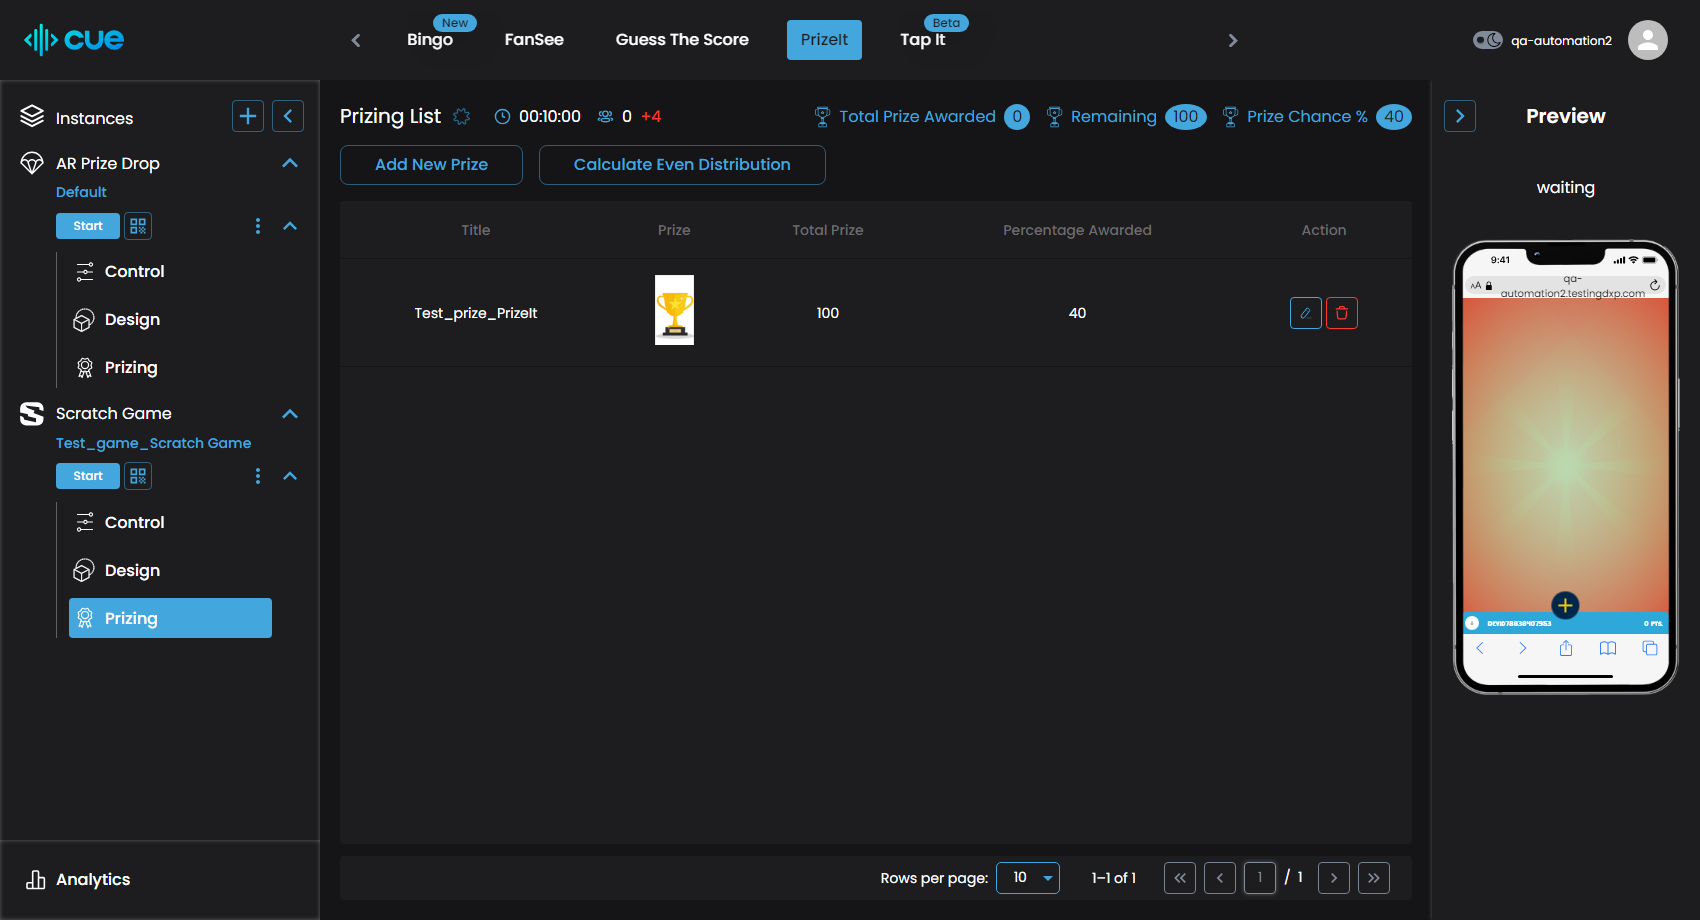 cue
New
Bingo
FanSee
Guess The Score
PrizeIt
Beta
Tap It
qa-automation2
Instances
AR Prize Drop
Default
Start
Control
Design
Prizing
Scratch Game
Test_game_Scratch Game
Start
Control
Design
Prizing
Analytics
Prizing List
00:10:00
0 +4
Total Prize Awarded 0
Remaining 100
Prize Chance % 40
Add New Prize
Calculate Even Distribution
Title Prize Total Prize Percentage Awarded Action
Test_prize_PrizeIt 100 40
Rows per page: 10
1–1 of 1
1 / 1
Preview
waiting
9:41
AA
qa-
automation2.testingdxp.com
0 PTS.